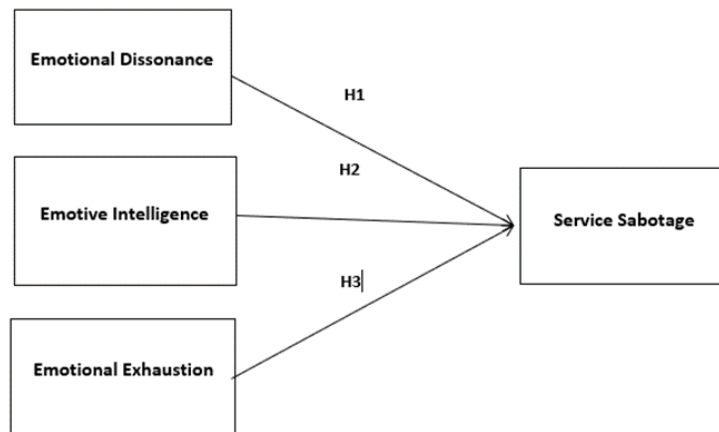 Emotional Dissonance
H1
H2
Emotive Intelligence
Service Sabotage
H3
Emotional Exhaustion